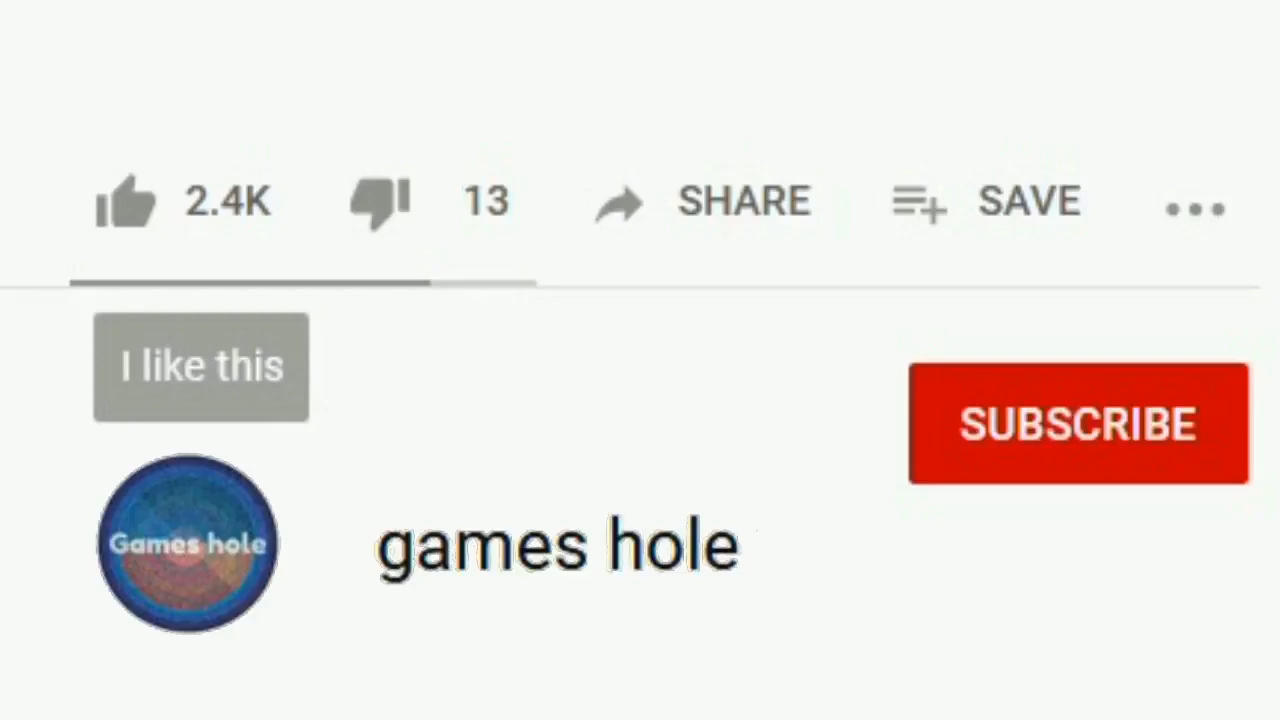 2.4K 13 SHARE SAVE
I like this
SUBSCRIBE
Games hole
games hole